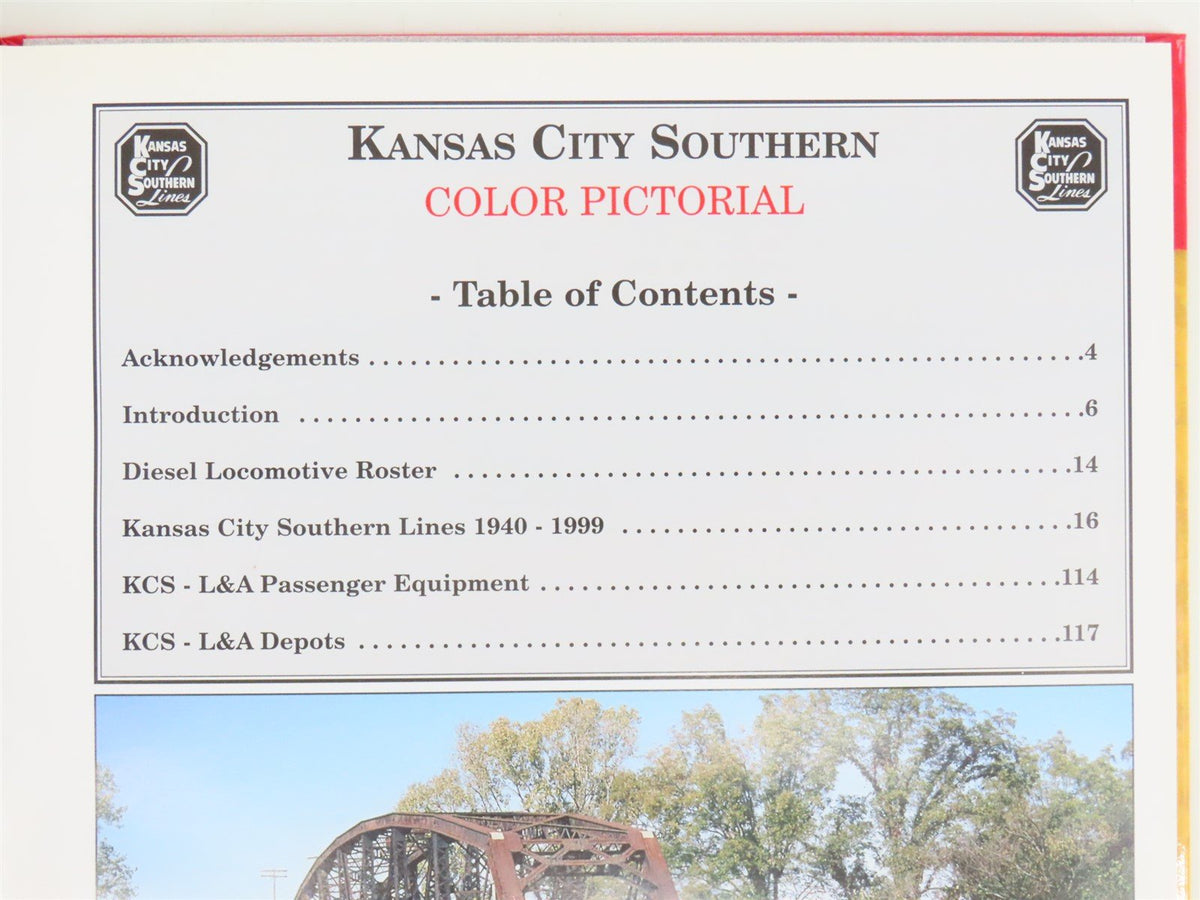 KANSAS CITY SOUTHERN
COLOR PICTORIAL
KANSAS
CITY
SOUTHERN
Lines
KANSAS
CITY
SOUTHERN
Lines
- Table of Contents -
Acknowledgements . . . . . . . . . . . . . . . . . . . . . . . . . . . . . . . . . . . . . . . . . . . . . . . . . . . . . . . . . . . . . .4
Introduction . . . . . . . . . . . . . . . . . . . . . . . . . . . . . . . . . . . . . . . . . . . . . . . . . . . . . . . . . . . . . . . . . . . .6
Diesel Locomotive Roster . . . . . . . . . . . . . . . . . . . . . . . . . . . . . . . . . . . . . . . . . . . . . . . . . . . . .14
Kansas City Southern Lines 1940 - 1999 . . . . . . . . . . . . . . . . . . . . . . . . . . . . . . . . . . . . . . .16
KCS - L&A Passenger Equipment . . . . . . . . . . . . . . . . . . . . . . . . . . . . . . . . . . . . . . . . . . . . .114
KCS - L&A Depots . . . . . . . . . . . . . . . . . . . . . . . . . . . . . . . . . . . . . . . . . . . . . . . . . . . . . . . . . . . . .117